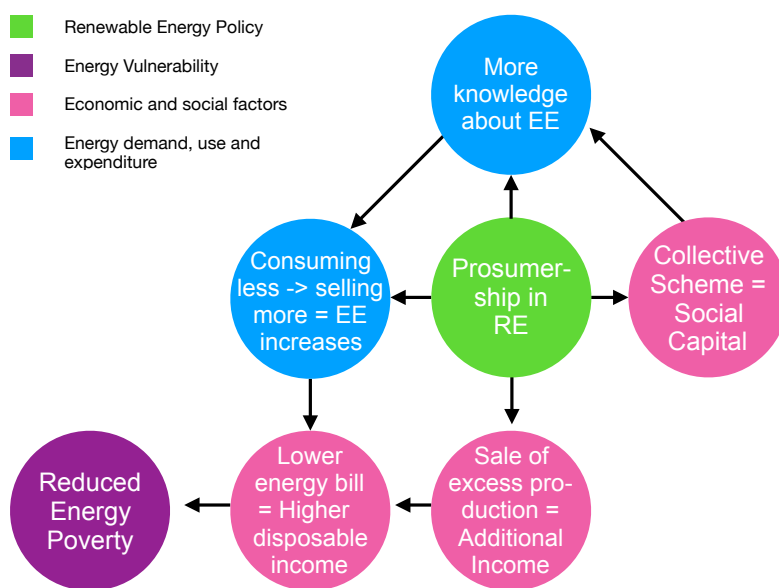 Renewable Energy Policy
Energy Vulnerability
Economic and social factors
Energy demand, use and
expenditure
More
knowledge
about EE
Consuming
less -> selling
more = EE
increases
Prosumer-
ship in
RE
Collective
Scheme =
Social
Capital
Reduced
Energy
Poverty
Lower
energy bill
= Higher
disposable
income
Sale of
excess pro-
duction =
Additional
Income